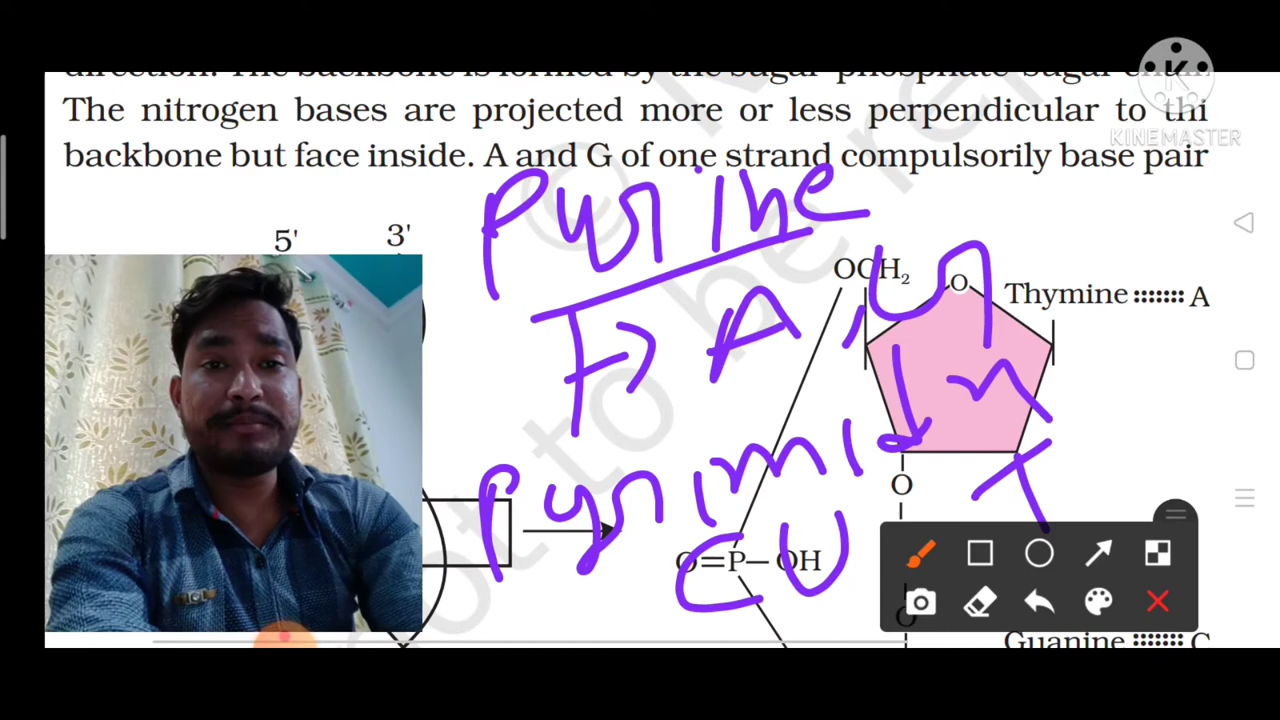 KINEMASTER
The nitrogen bases are projected more or less perpendicular to thi
backbone but face inside. A and G of one strand compulsorily base pair
Purine
5'
3'
OCH₂
O
Thymine
A
A, G
Pyrimidin
O
C U T
O=P—OH
O
Guanine
C